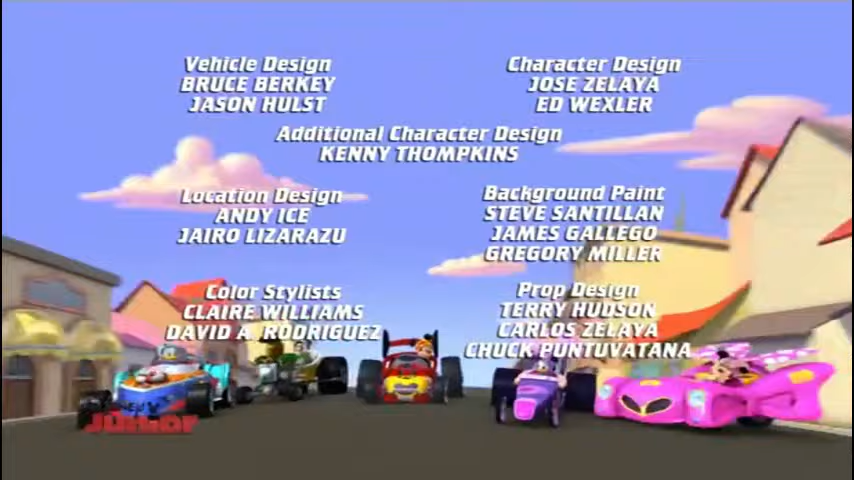 Vehicle Design
BRUCE BERKEY
JASON HULST
Character Design
JOSE ZELAYA
ED WEXLER
Additional Character Design
KENNY THOMPKINS
Location Design
ANDY ICE
JAIRO LIZARAZU
Background Paint
STEVE SANTILLAN
JAMES GALLEGO
GREGORY MILLER
Color Stylists
CLAIRE WILLIAMS
DAVID A. RODRIGUEZ
Prop Design
TERRY HUDSON
CARLOS ZELAYA
CHUCK PUNTUVATANA
Junior